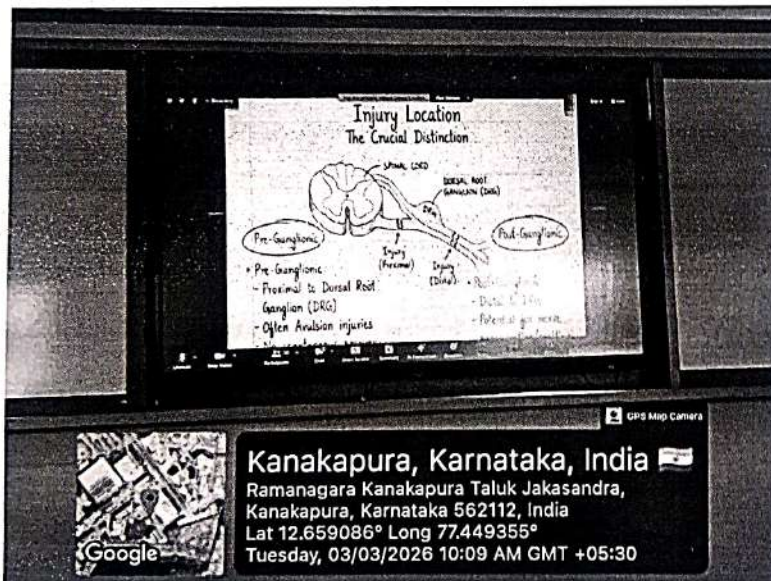 Injury Location
The Crucial Distinction
SPINAL CORD
DORSAL ROOT
GANGLION (DRG)
DRG
Pre-Ganglionic
Post-Ganglionic
Injury
(Proximal)
Injury
(Distal)
• Pre-Ganglionic
- Proximal to Dorsal Root
Ganglion (DRG)
- Often Avulsion injuries
GPS Map Camera
Kanakapura, Karnataka, India
Ramanagara Kanakapura Taluk Jakasandra,
Kanakapura, Karnataka 562112, India
Lat 12.659086° Long 77.449355°
Tuesday, 03/03/2026 10:09 AM GMT +05:30
Google